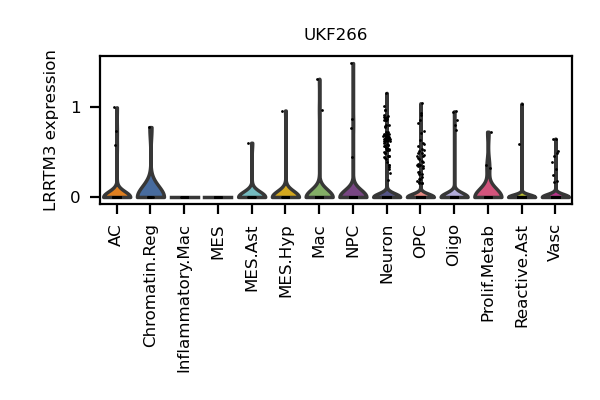 UKF266
LRRTM3 expression
1
0
AC
Chromatin.Reg
Inflammatory.Mac
MES
MES.Ast
MES.Hyp
Mac
NPC
Neuron
OPC
Oligo
Prolif.Metab
Reactive.Ast
Vasc